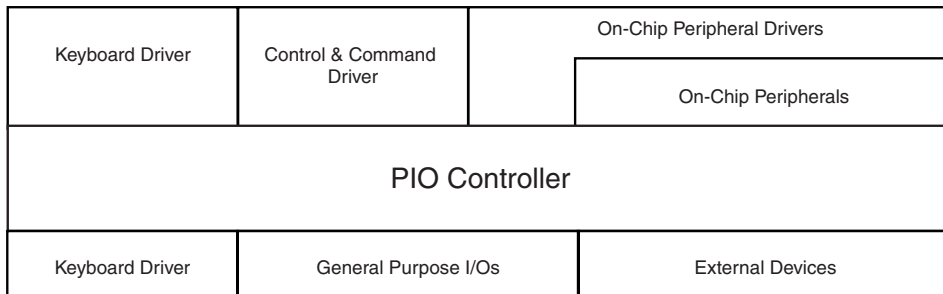 On-Chip Peripheral Drivers
Keyboard Driver
Control & Command
Driver
On-Chip Peripherals
PIO Controller
Keyboard Driver
General Purpose I/Os
External Devices